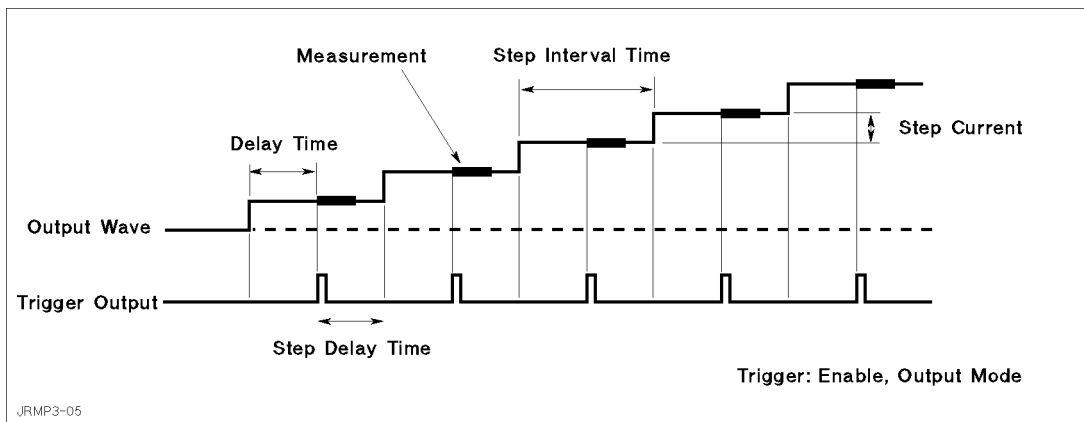 Measurement
Step Interval Time
Delay Time
Step Current
Output Wave
Trigger Output
Step Delay Time
Trigger: Enable, Output Mode
JRMP3-05